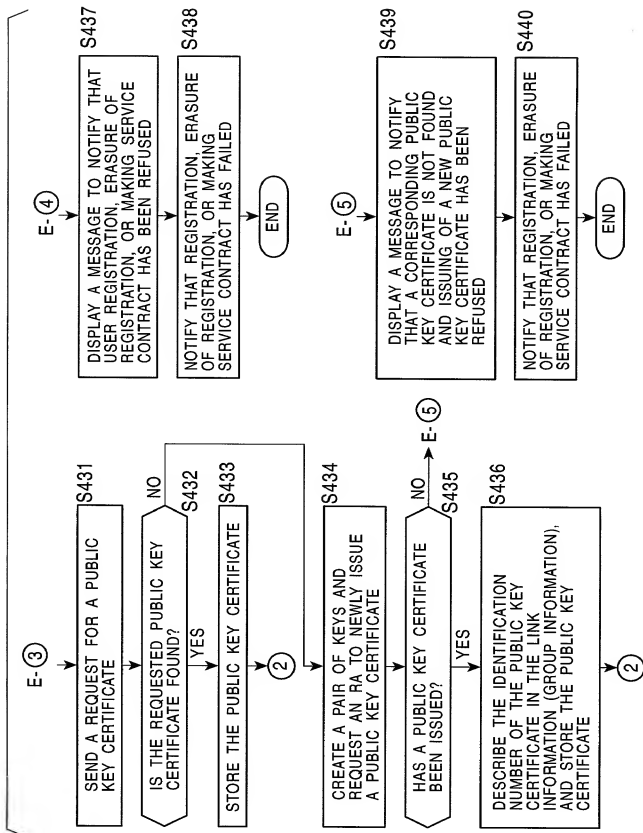 E-③
S431
SEND A REQUEST FOR A PUBLIC
KEY CERTIFICATE
S432
IS THE REQUESTED PUBLIC KEY
CERTIFICATE FOUND?
NO
YES
S433
STORE THE PUBLIC KEY CERTIFICATE
②
S434
CREATE A PAIR OF KEYS AND
REQUEST AN RA TO NEWLY ISSUE
A PUBLIC KEY CERTIFICATE
S435
HAS A PUBLIC KEY CERTIFICATE
BEEN ISSUED?
NO
E-⑤
YES
S436
DESCRIBE THE IDENTIFICATION
NUMBER OF THE PUBLIC KEY
CERTIFICATE IN THE LINK
INFORMATION (GROUP INFORMATION),
AND STORE THE PUBLIC KEY
CERTIFICATE
②
E-④
S437
DISPLAY A MESSAGE TO NOTIFY THAT
USER REGISTRATION, ERASURE OF
REGISTRATION, OR MAKING SERVICE
CONTRACT HAS BEEN REFUSED
S438
NOTIFY THAT REGISTRATION, ERASURE
OF REGISTRATION, OR MAKING
SERVICE CONTRACT HAS FAILED
END
E-⑤
S439
DISPLAY A MESSAGE TO NOTIFY
THAT A CORRESPONDING PUBLIC
KEY CERTIFICATE IS NOT FOUND
AND ISSUING OF A NEW PUBLIC
KEY CERTIFICATE HAS BEEN
REFUSED
S440
NOTIFY THAT REGISTRATION, ERASURE
OF REGISTRATION, OR MAKING
SERVICE CONTRACT HAS FAILED
END